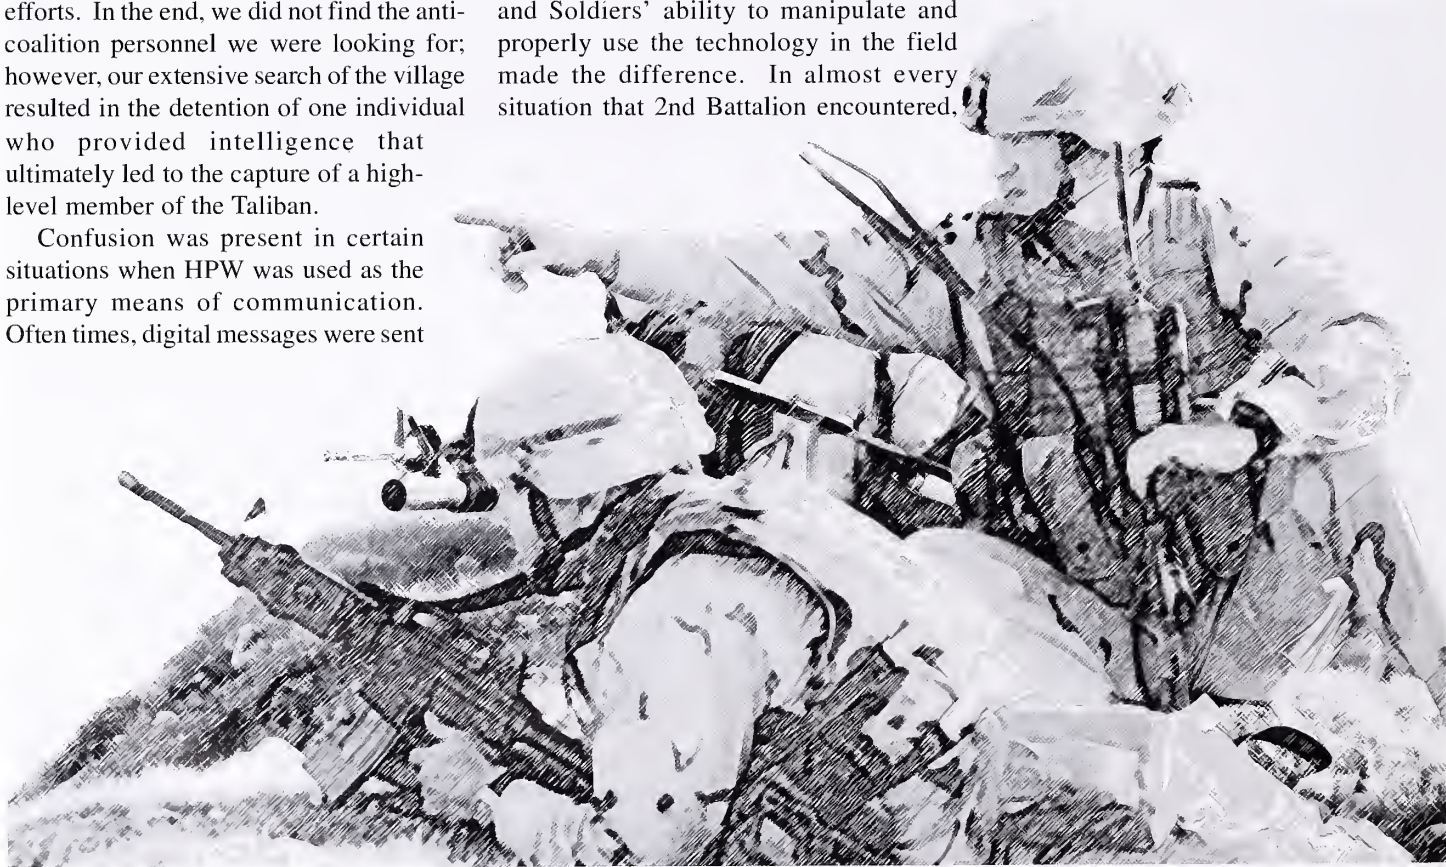 efforts. In the end, we did not find the anti-
coalition personnel we were looking for;
however, our extensive search of the village
resulted in the detention of one individual
who provided intelligence that
ultimately led to the capture of a high-
level member of the Taliban.
Confusion was present in certain
situations when HPW was used as the
primary means of communication.
Often times, digital messages were sent
and Soldiers' ability to manipulate and
properly use the technology in the field
made the difference. In almost every
situation that 2nd Battalion encountered,